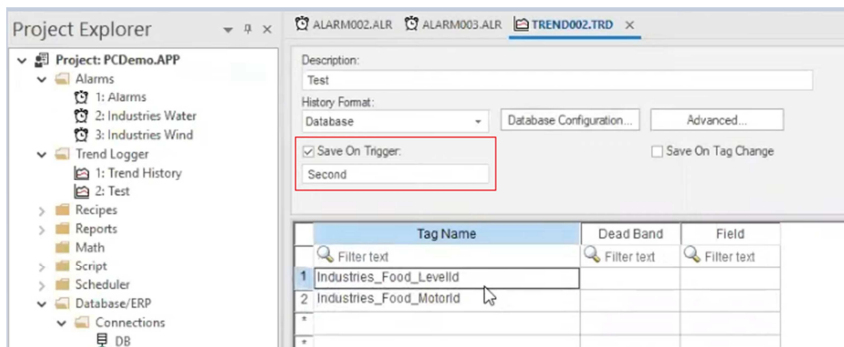 Project Explorer
Project: PCDemo.APP
Alarms
1: Alarms
2: Industries Water
3: Industries Wind
Trend Logger
1: Trend History
2: Test
Recipes
Reports
Math
Script
Scheduler
Database/ERP
Connections
DB
ALARM002.ALR ALARM003.ALR TREND002.TRD ×
Description:
Test
History Format:
Database Database Configuration... Advanced...
Save On Trigger: Save On Tag Change
Second
Tag Name Dead Band Field
Filter text Filter text Filter text
1 Industries_Food_LevelId
2 Industries_Food_MotorId
*
*